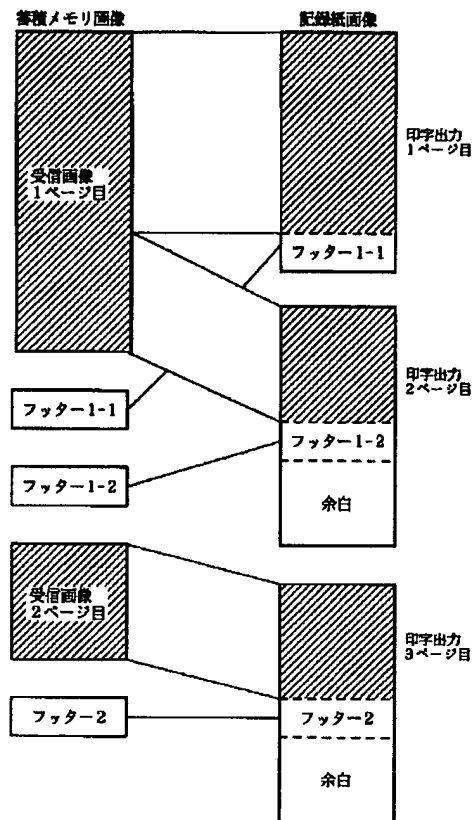 蓄積メモリ画像
記録紙画像
受信画像
1ページ目
印字出力
1ページ目
フッター1-1
印字出力
2ページ目
フッター1-1
フッター1-2
フッター1-2
余白
受信画像
2ページ目
印字出力
3ページ目
フッター2
フッター2
余白